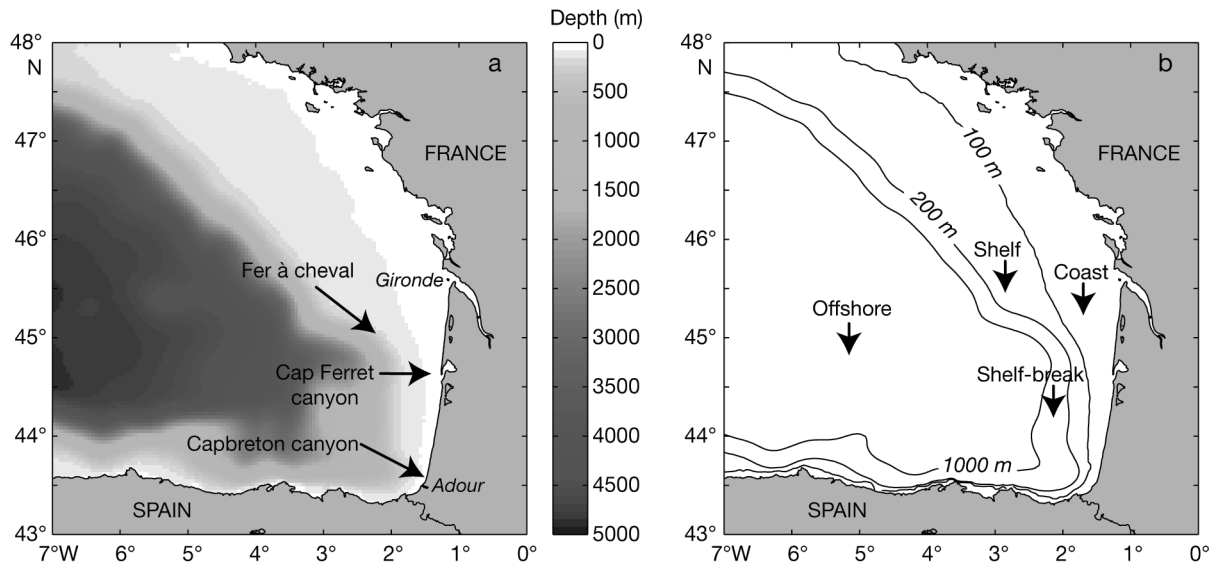 Depth (m)
48°
N
47°
46°
45°
44°
43°
7°W
6°
5°
4°
3°
2°
1°
0°
a
FRANCE
Fer à cheval
Gironde
Cap Ferret
canyon
Capbreton canyon
Adour
SPAIN
0
500
1000
1500
2000
2500
3000
3500
4000
4500
5000
48°
N
47°
46°
45°
44°
43°
7°W
6°
5°
4°
3°
2°
1°
0°
b
100 m
FRANCE
200 m
Shelf
Coast
Offshore
Shelf-break
1000 m
SPAIN